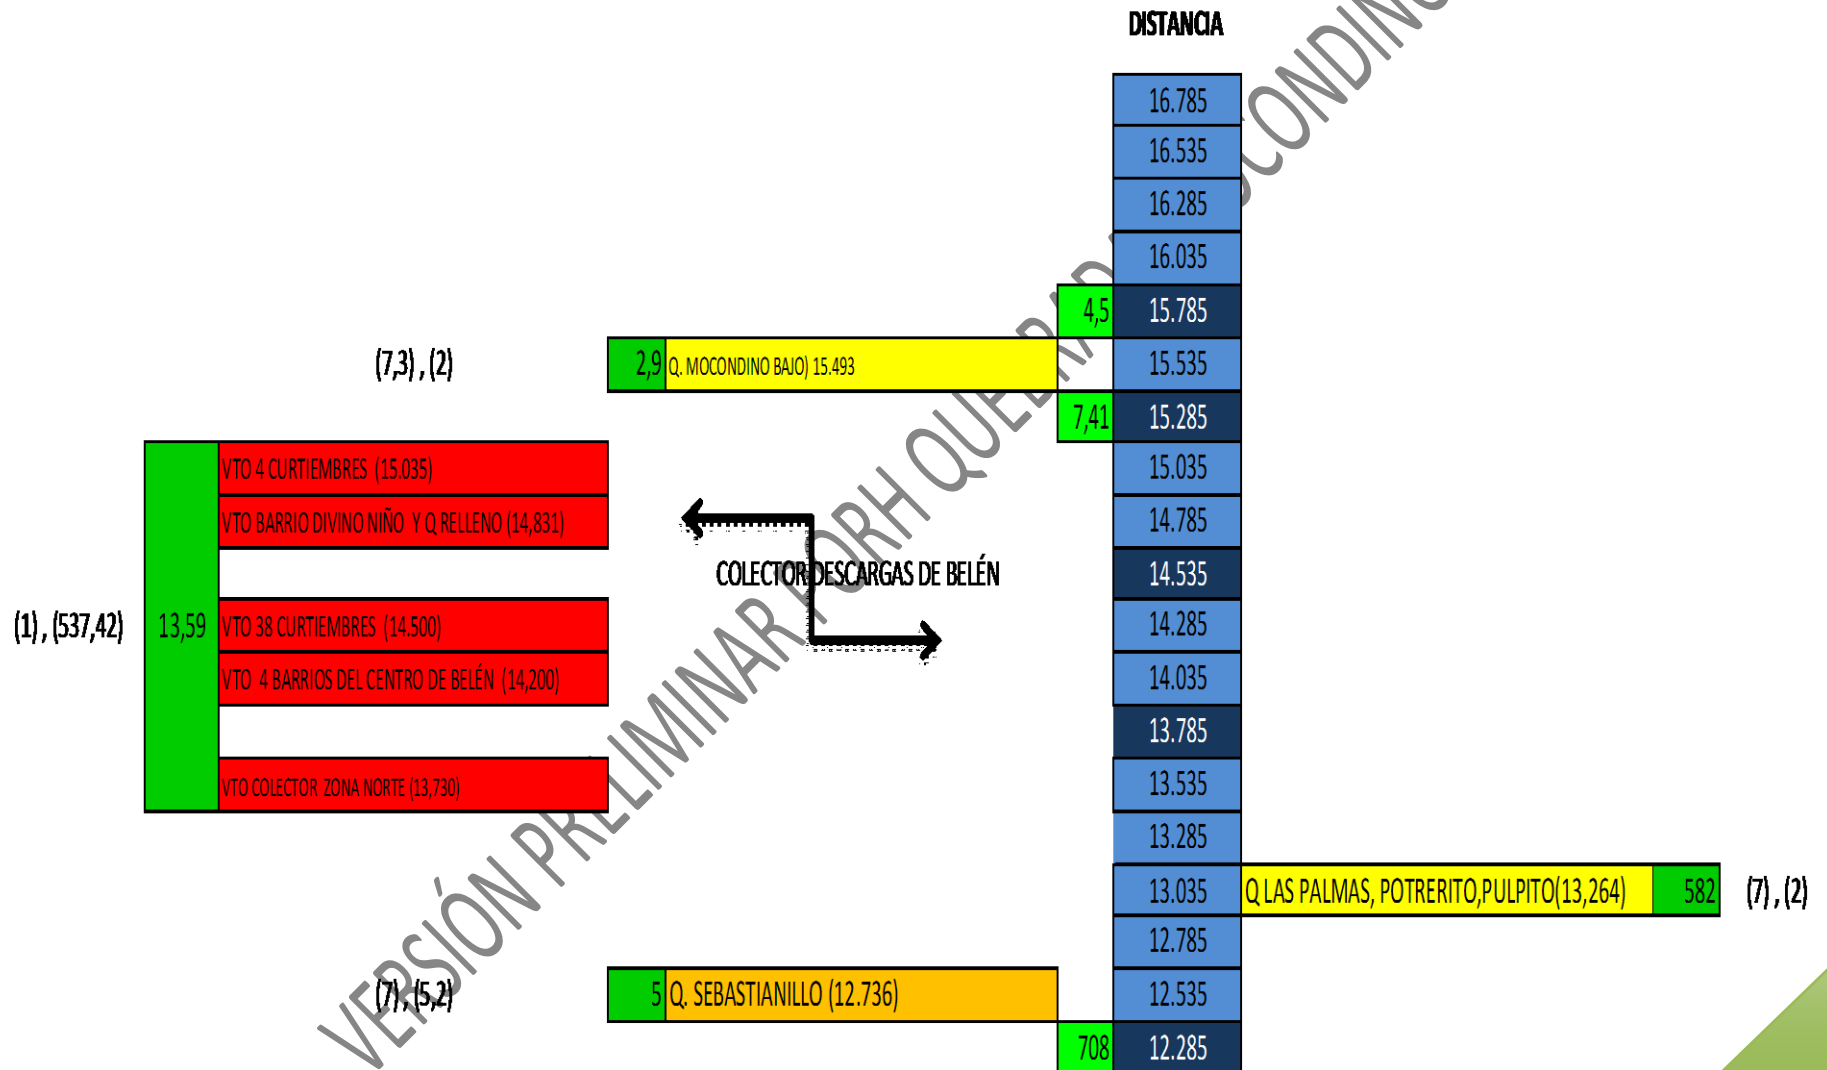 DISTANCIA
16.785
16.535
16.285
16.035
4,5 15.785
(7,3) , (2) 2,9 Q. MOCONDINO BAJO) 15.493 15.535
7,41 15.285
VTO 4 CURTIEMBRES (15.035) 15.035
VTO BARRIO DIVINO NIÑO Y Q RELLENO (14,831) 14.785
COLECTOR DESCARGAS DE BELÉN 14.535
(1) , (537,42) 13,59 VTO 38 CURTIEMBRES (14.500) 14.285
VTO 4 BARRIOS DEL CENTRO DE BELÉN (14,200) 14.035
13.785
VTO COLECTOR ZONA NORTE (13,730) 13.535
13.285
13.035 Q LAS PALMAS, POTRERITO,PULPITO(13,264) 582 (7) , (2)
12.785
(7) , (5,2) 5 Q. SEBASTIANILLO (12.736) 12.535
708 12.285
VERSIÓN PRELIMINAR PORH